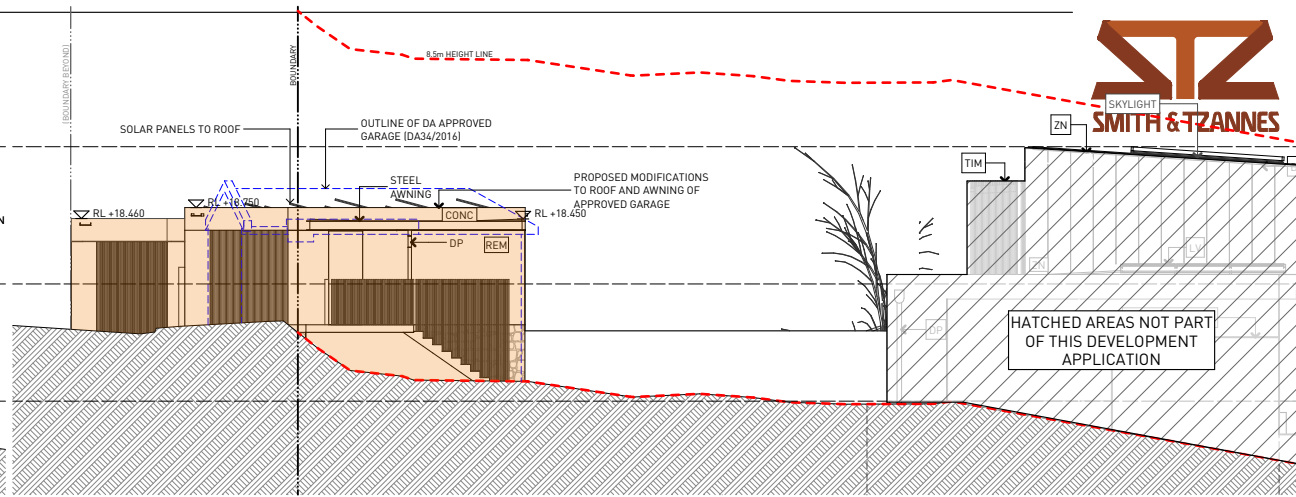 [BOUNDARY BEYOND]
BOUNDARY
8.5m HEIGHT LINE
SKYLIGHT
SMITH & TZANNES
ZN
SOLAR PANELS TO ROOF
OUTLINE OF DA APPROVED
GARAGE (DA34/2016)
TIM
STEEL
AWNING
PROPOSED MODIFICATIONS
TO ROOF AND AWNING OF
APPROVED GARAGE
RL +18.460
RL +18.750
CONC
RL +18.450
N
DP
REM
LV
ZN
DP
HATCHED AREAS NOT PART
OF THIS DEVELOPMENT
APPLICATION